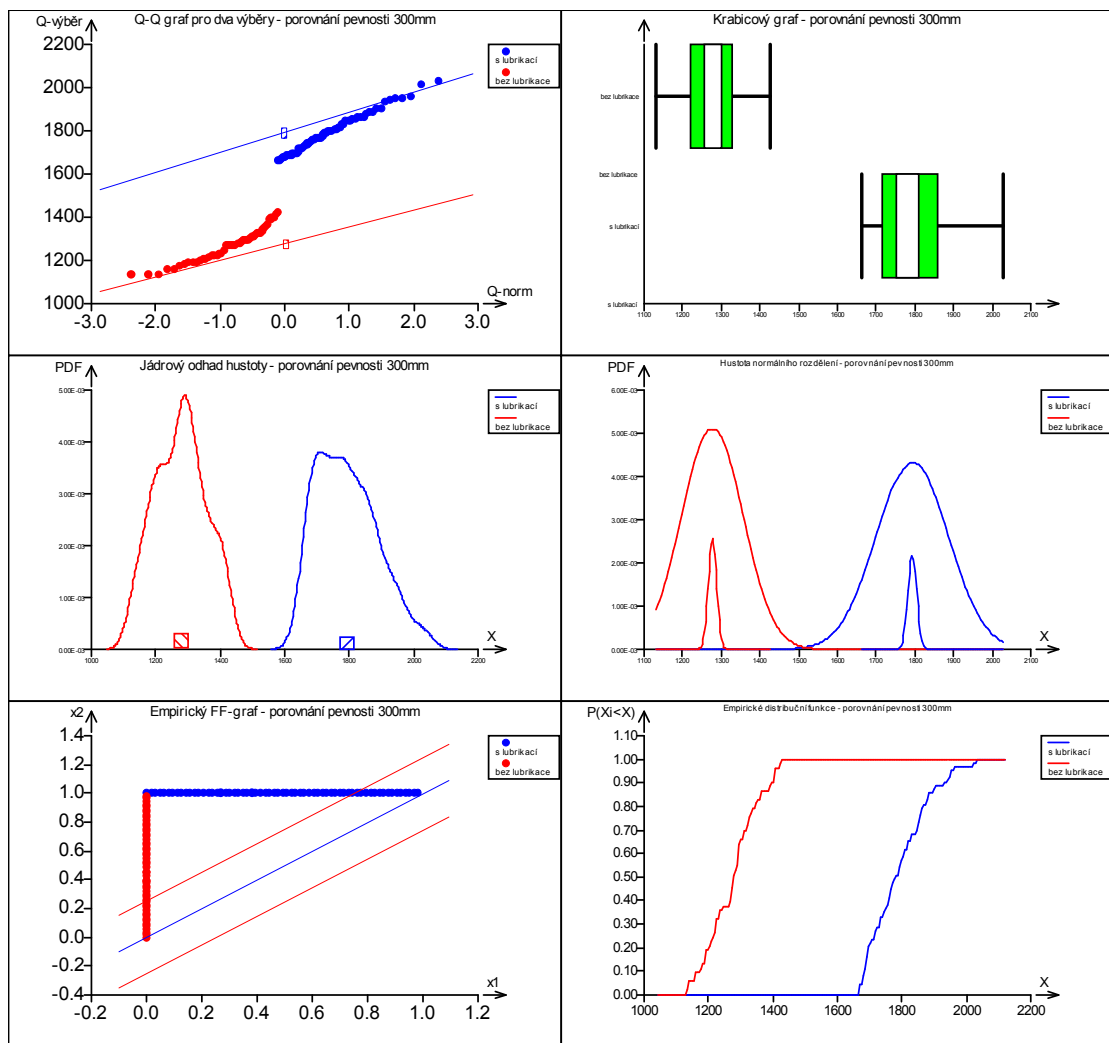 Q-výběr
Q-Q graf pro dva výběry - porovnání pevnosti 300mm
s lubrikací
bez lubrikace
2200
2000
1800
1600
1400
1200
1000
Q-norm
-3.0 -2.0 -1.0 0.0 1.0 2.0 3.0
Krabicový graf - porovnání pevnosti 300mm
bez lubrikace
bez lubrikace
s lubrikací
s lubrikací
1100 1200 1300 1400 1500 1600 1700 1800 1900 2000 2100
PDF
Jádrový odhad hustoty - porovnání pevnosti 300mm
s lubrikací
bez lubrikace
5.00E-03
4.00E-03
3.00E-03
2.00E-03
1.00E-03
0.00E-03
X
1000 1200 1400 1600 1800 2000 2200
PDF
Hustota normálního rozdělení - porovnání pevnosti 300mm
s lubrikací
bez lubrikace
6.00E-03
5.00E-03
4.00E-03
3.00E-03
2.00E-03
1.00E-03
0.00E-03
X
1100 1200 1300 1400 1500 1600 1700 1800 1900 2000 2100
x2
Empirický FF-graf - porovnání pevnosti 300mm
s lubrikací
bez lubrikace
1.4
1.2
1.0
0.8
0.6
0.4
0.2
0.0
-0.2
-0.4
x1
-0.2 0.0 0.2 0.4 0.6 0.8 1.0 1.2
P(Xi<X)
Empirické distribuční funkce - porovnání pevnosti 300mm
s lubrikací
bez lubrikace
1.10
1.00
0.90
0.80
0.70
0.60
0.50
0.40
0.30
0.20
0.10
0.00
X
1000 1200 1400 1600 1800 2000 2200